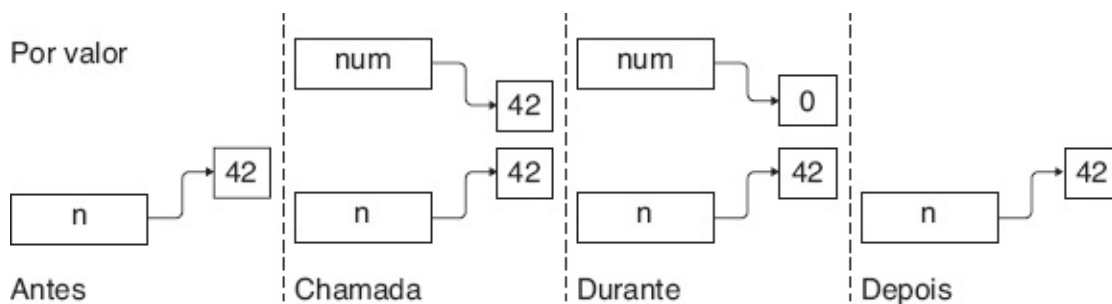 Por valor
n
42
Antes
num
42
n
42
Chamada
num
0
n
42
Durante
n
42
Depois